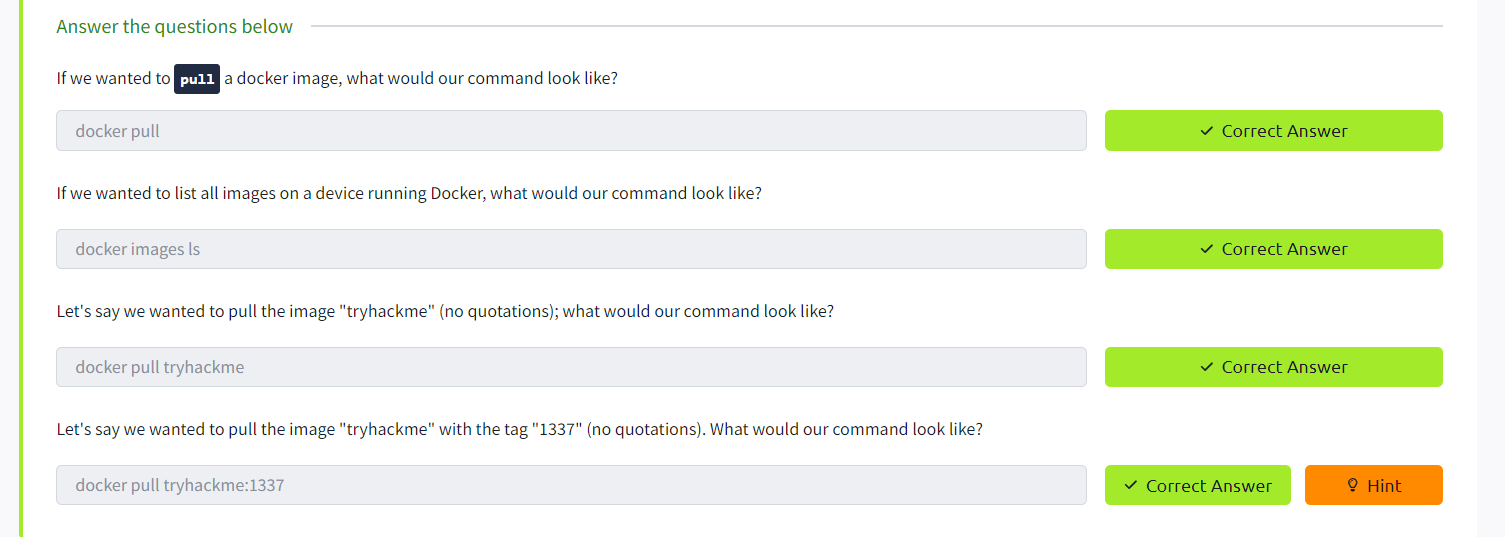 Answer the questions below
If we wanted to pull a docker image, what would our command look like?
docker pull
Correct Answer
If we wanted to list all images on a device running Docker, what would our command look like?
docker images ls
Correct Answer
Let's say we wanted to pull the image "tryhackme" (no quotations); what would our command look like?
docker pull tryhackme
Correct Answer
Let's say we wanted to pull the image "tryhackme" with the tag "1337" (no quotations). What would our command look like?
docker pull tryhackme:1337
Correct Answer
Hint